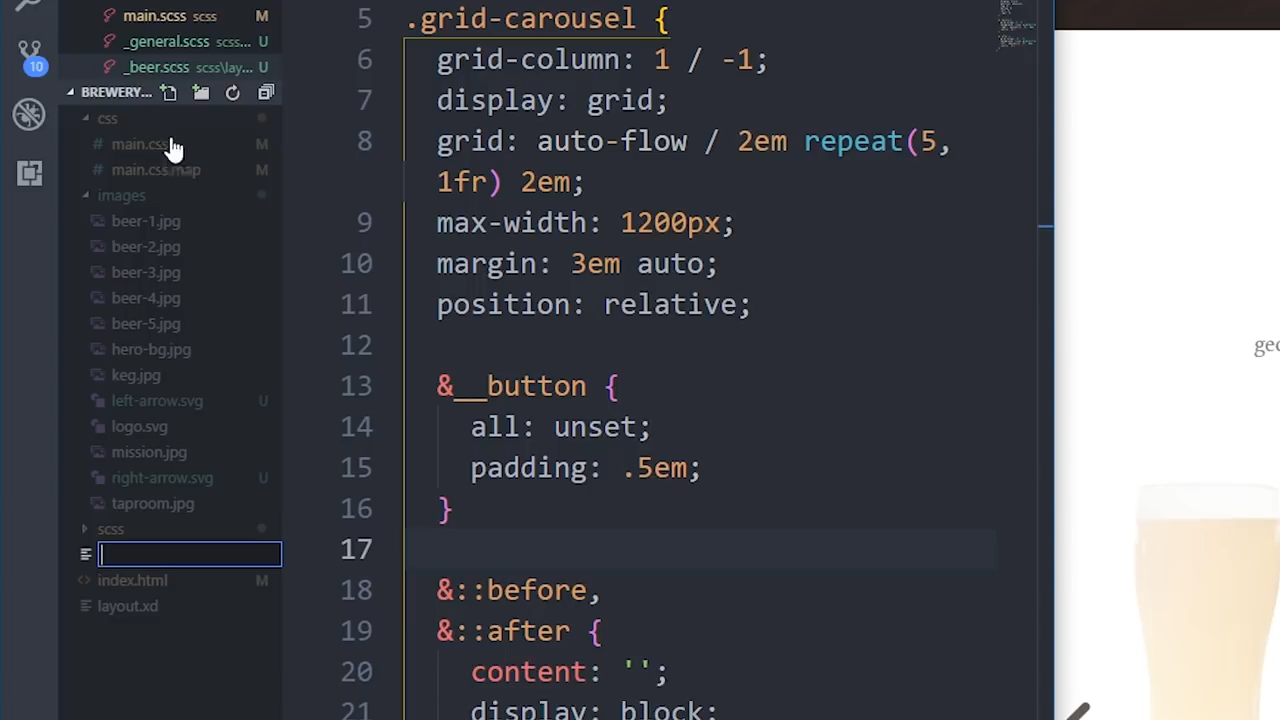 main.scss scss M
_general.scss scss... U
_beer.scss scss\lay... U
10
BREWERY...
css
main.css M
main.css.map M
images
beer-1.jpg
beer-2.jpg
beer-3.jpg
beer-4.jpg
beer-5.jpg
hero-bg.jpg
keg.jpg
left-arrow.svg U
logo.svg
mission.jpg
right-arrow.svg U
taproom.jpg
scss
index.html M
layout.xd
5 .grid-carousel {
6 grid-column: 1 / -1;
7 display: grid;
8 grid: auto-flow / 2em repeat(5,
1fr) 2em;
9 max-width: 1200px;
10 margin: 3em auto;
11 position: relative;
12
13 &__button {
14 all: unset;
15 padding: .5em;
16 }
17
18 &::before,
19 &::after {
20 content: '';
21 display: block;